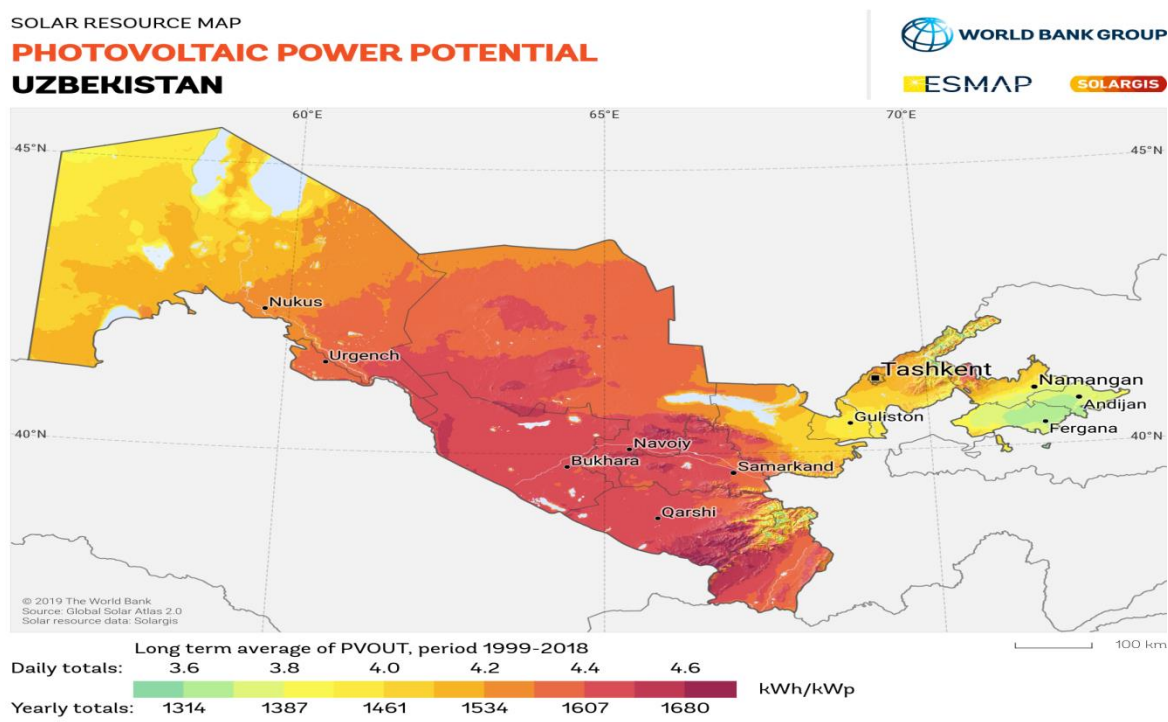 SOLAR RESOURCE MAP
PHOTOVOLTAIC POWER POTENTIAL
UZBEKISTAN
WORLD BANK GROUP
ESMAP
SOLARGIS
60°E 65°E 70°E
45°N 45°N
Nukus
Urgench
Tashkent
Namangan
Andijan
Guliston
Fergana
40°N 40°N
Navoiy
Bukhara
Samarkand
Qarshi
© 2019 The World Bank
Source: Global Solar Atlas 2.0
Solar resource data: Solargis
100 km
Long term average of PVOUT, period 1999-2018
Daily totals: 3.6 3.8 4.0 4.2 4.4 4.6
kWh/kWp
Yearly totals: 1314 1387 1461 1534 1607 1680